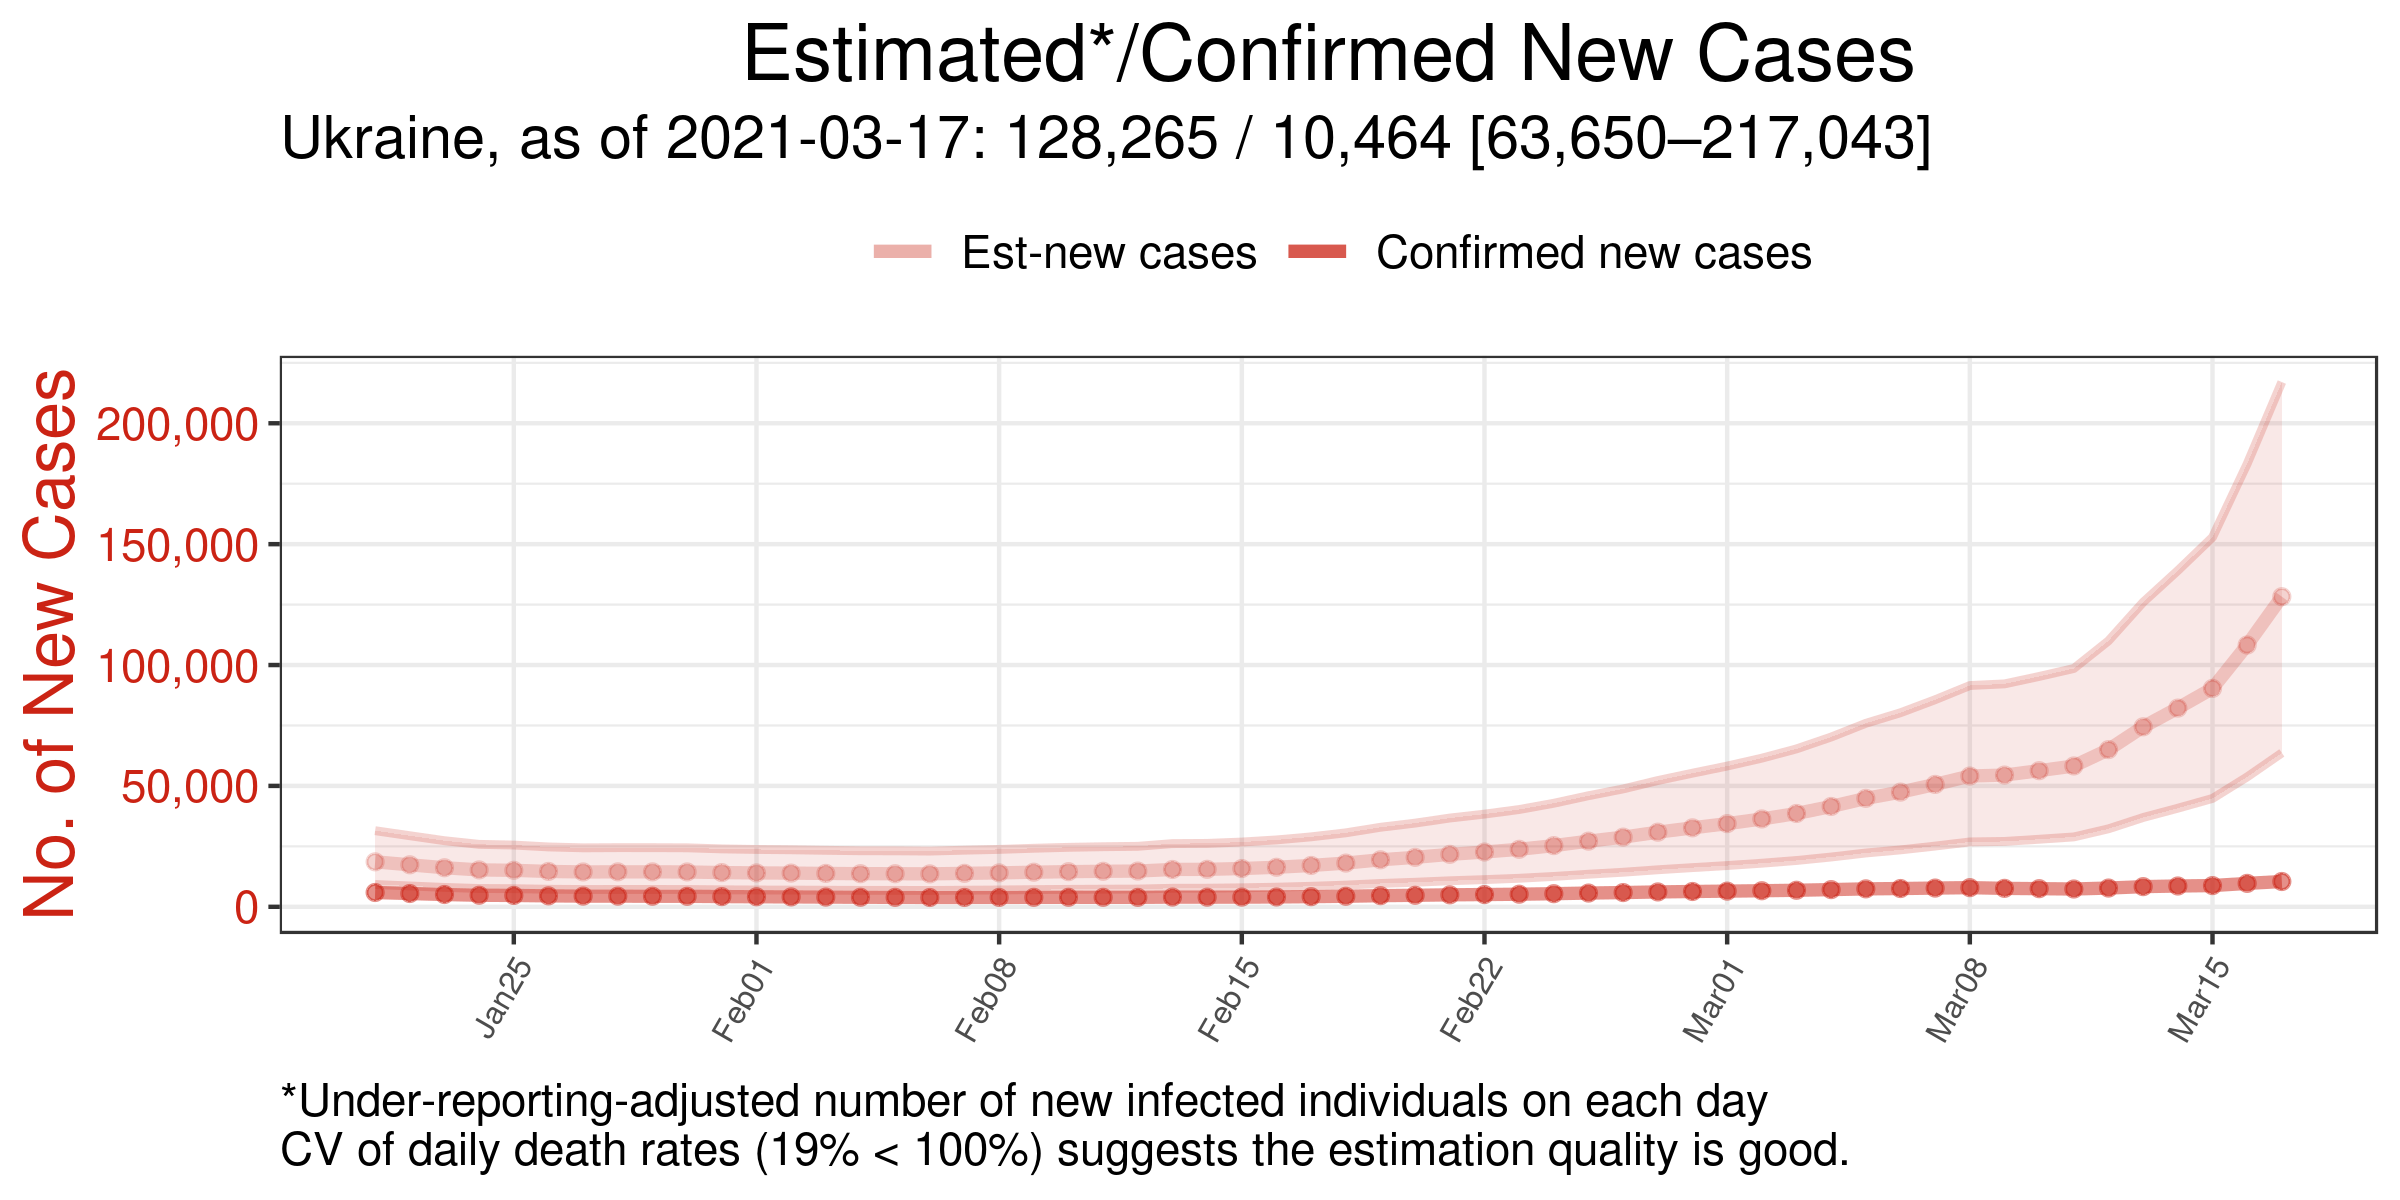 Estimated*/Confirmed New Cases
Ukraine, as of 2021-03-17: 128,265 / 10,464 [63,650–217,043]
Est-new cases
Confirmed new cases
No. of New Cases
200,000
150,000
100,000
50,000
0
Jan25
Feb01
Feb08
Feb15
Feb22
Mar01
Mar08
Mar15
*Under-reporting-adjusted number of new infected individuals on each day
CV of daily death rates (19% < 100%) suggests the estimation quality is good.